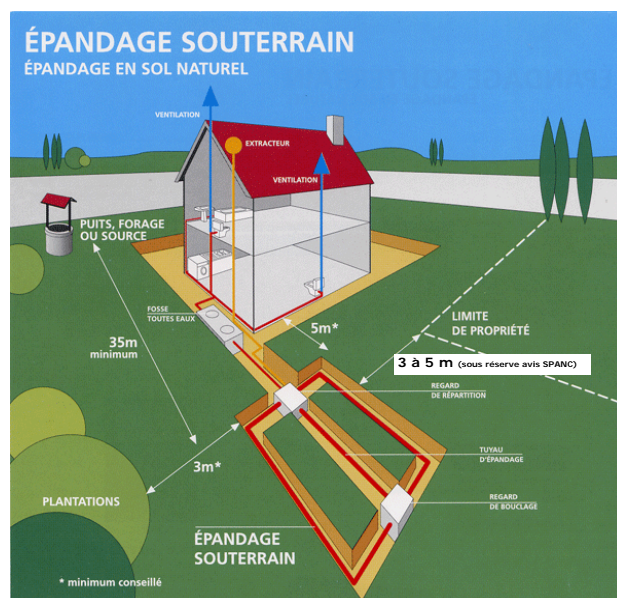 ÉPANDAGE SOUTERRAIN
ÉPANDAGE EN SOL NATUREL
VENTILATION
EXTRACTEUR
VENTILATION
PUITS, FORAGE
OU SOURCE
FOSSE
TOUTES EAUX
5m*
LIMITE
DE PROPRIÉTÉ
35m
minimum
3 à 5 m (sous réserve avis SPANC)
REGARD
DE RÉPARTITION
3m*
TUYAU
D'ÉPANDAGE
PLANTATIONS
REGARD
DE BOUCLAGE
ÉPANDAGE
SOUTERRAIN
* minimum conseillé